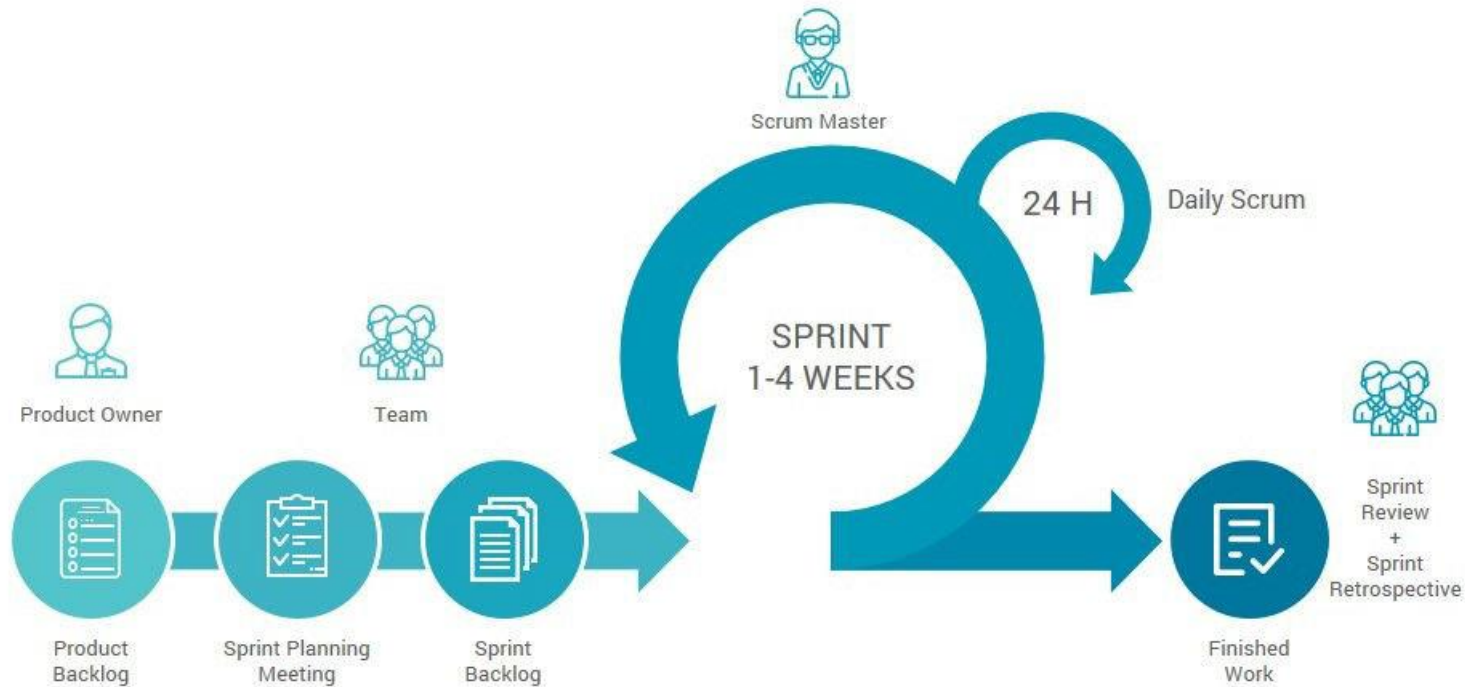 Scrum Master
24 H
Daily Scrum
SPRINT
1-4 WEEKS
Product Owner
Team
Sprint
Review
+
Sprint
Retrospective
Product
Backlog
Sprint Planning
Meeting
Sprint
Backlog
Finished
Work